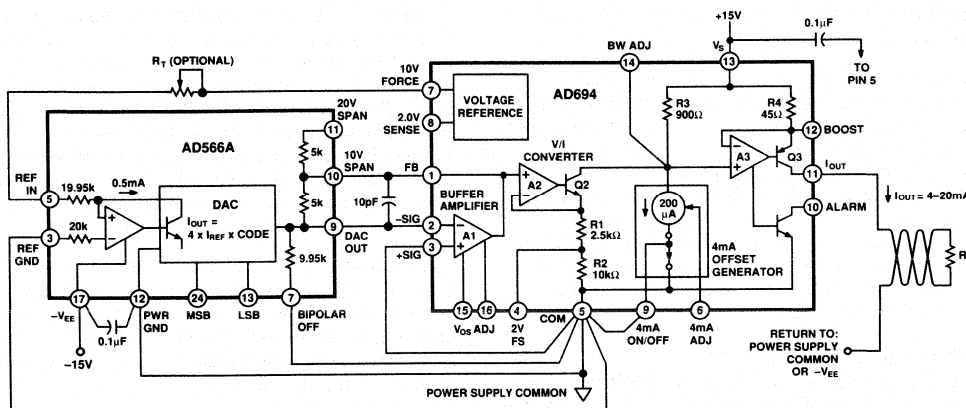 +15V
0.1µF
TO
PIN 5
BW ADJ
VS
14
13
RT (OPTIONAL)
10V
FORCE
7
VOLTAGE
REFERENCE
AD694
R3
900Ω
R4
45Ω
2.0V
SENSE
8
12
BOOST
20V
SPAN
11
AD566A
5k
10V
SPAN
10
FB
1
V/I
CONVERTER
A2
Q2
A3
Q3
11
IOUT
REF
IN
5
19.95k
0.5mA
DAC
IOUT =
4 x IREF x CODE
5k
10pF
BUFFER
AMPLIFIER
200
µA
10
ALARM
IOUT = 4–20mA
20k
9
DAC
OUT
–SIG
2
A1
R1
2.5kΩ
REF
GND
3
+SIG
3
R2
10kΩ
4mA
OFFSET
GENERATOR
9.95k
R
17
–VEE
12
PWR
GND
24
MSB
13
LSB
7
BIPOLAR
OFF
15
16
VOS ADJ
4
2V
FS
COM
5
9
4mA
ON/OFF
6
4mA
ADJ
0.1µF
–15V
RETURN TO:
POWER SUPPLY
COMMON
OR –VEE
POWER SUPPLY COMMON